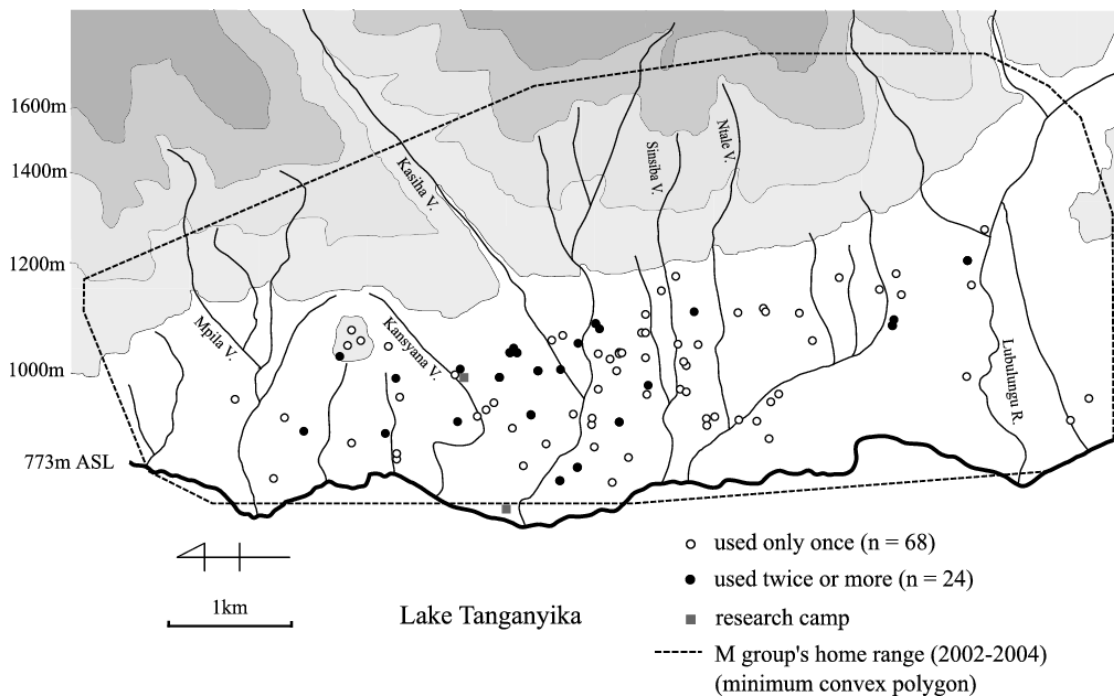 1600m
1400m
1200m
1000m
773m ASL
Mpila V.
Kansyana V.
Kasiha V.
Sinsiba V.
Ntale V.
Lubulungu R.
1km
Lake Tanganyika
used only once (n = 68)
used twice or more (n = 24)
research camp
M group's home range (2002-2004)
(minimum convex polygon)